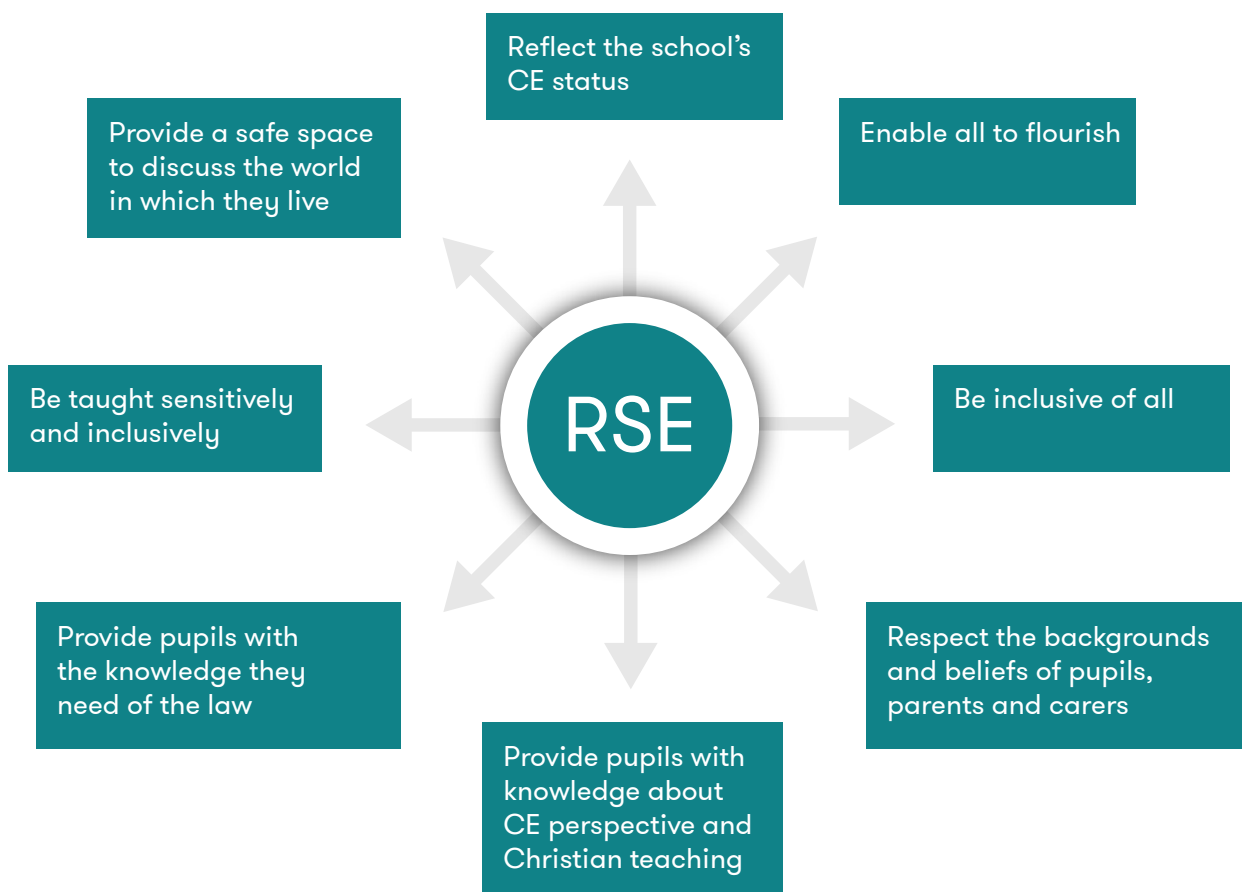 Reflect the school’s
CE status
Provide a safe space
to discuss the world
in which they live
Enable all to flourish
Be taught sensitively
and inclusively
RSE
Be inclusive of all
Provide pupils with
the knowledge they
need of the law
Respect the backgrounds
and beliefs of pupils,
parents and carers
Provide pupils with
knowledge about
CE perspective and
Christian teaching